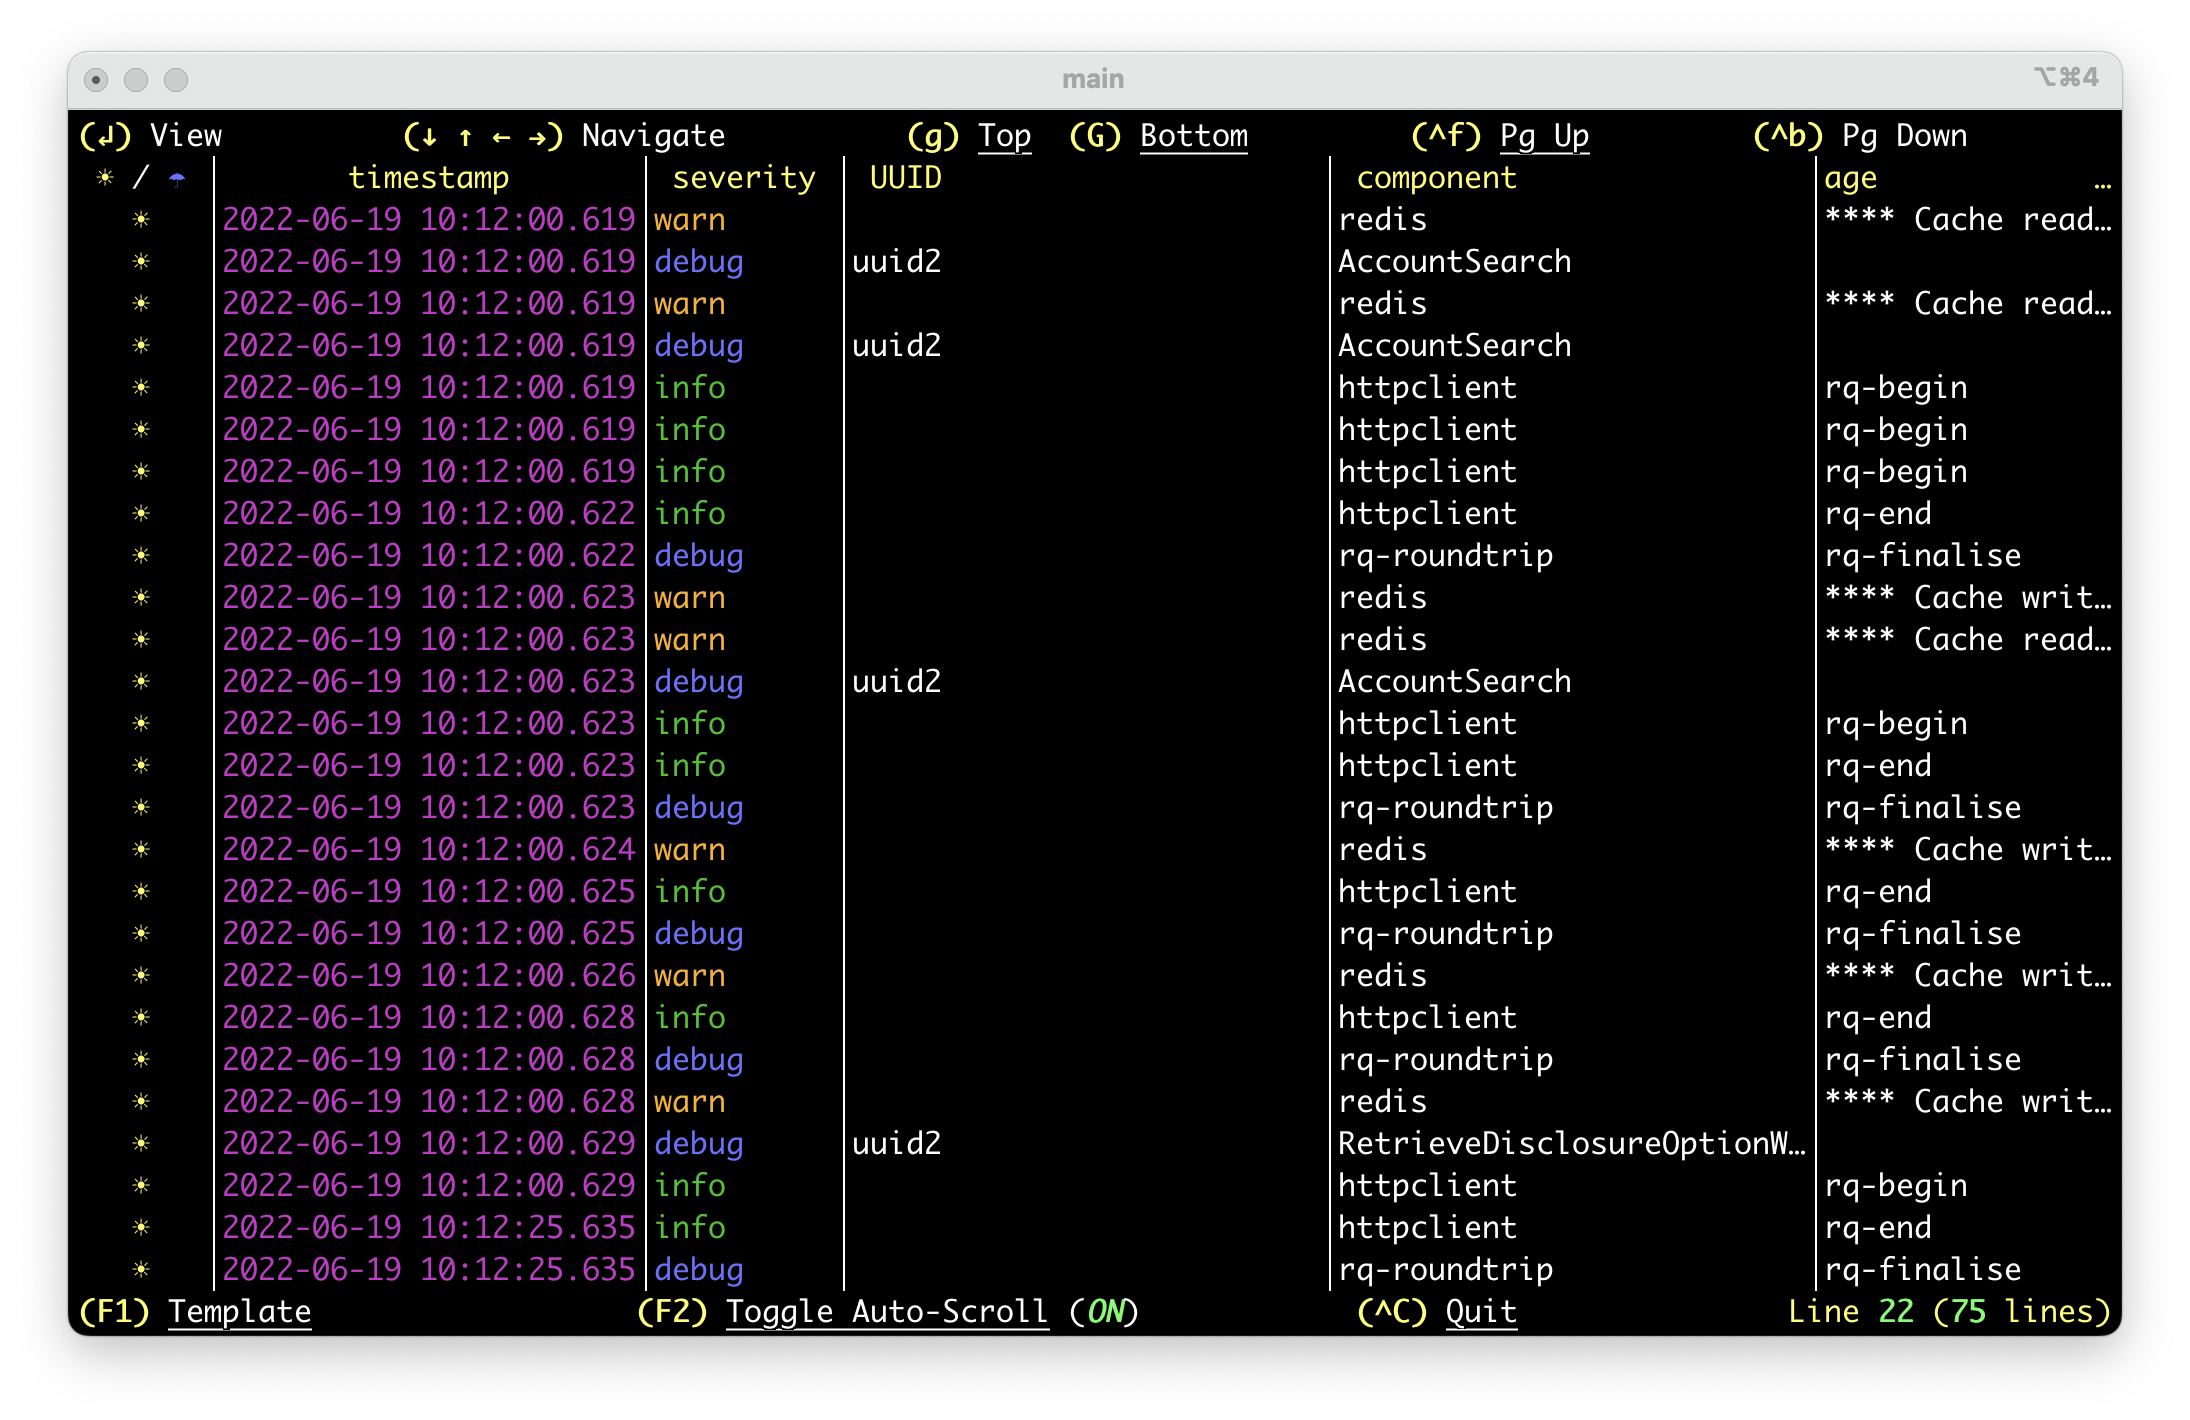 main ⌥⌘4
(↲) View (↓ ↑ ← →) Navigate (g) Top (G) Bottom (^f) Pg Up (^b) Pg Down
☀ / ☂ timestamp severity UUID component age …
☀ 2022-06-19 10:12:00.619 warn redis **** Cache read…
☀ 2022-06-19 10:12:00.619 debug uuid2 AccountSearch
☀ 2022-06-19 10:12:00.619 warn redis **** Cache read…
☀ 2022-06-19 10:12:00.619 debug uuid2 AccountSearch
☀ 2022-06-19 10:12:00.619 info httpclient rq-begin
☀ 2022-06-19 10:12:00.619 info httpclient rq-begin
☀ 2022-06-19 10:12:00.619 info httpclient rq-begin
☀ 2022-06-19 10:12:00.622 info httpclient rq-end
☀ 2022-06-19 10:12:00.622 debug rq-roundtrip rq-finalise
☀ 2022-06-19 10:12:00.623 warn redis **** Cache writ…
☀ 2022-06-19 10:12:00.623 warn redis **** Cache read…
☀ 2022-06-19 10:12:00.623 debug uuid2 AccountSearch
☀ 2022-06-19 10:12:00.623 info httpclient rq-begin
☀ 2022-06-19 10:12:00.623 info httpclient rq-end
☀ 2022-06-19 10:12:00.623 debug rq-roundtrip rq-finalise
☀ 2022-06-19 10:12:00.624 warn redis **** Cache writ…
☀ 2022-06-19 10:12:00.625 info httpclient rq-end
☀ 2022-06-19 10:12:00.625 debug rq-roundtrip rq-finalise
☀ 2022-06-19 10:12:00.626 warn redis **** Cache writ…
☀ 2022-06-19 10:12:00.628 info httpclient rq-end
☀ 2022-06-19 10:12:00.628 debug rq-roundtrip rq-finalise
☀ 2022-06-19 10:12:00.628 warn redis **** Cache writ…
☀ 2022-06-19 10:12:00.629 debug uuid2 RetrieveDisclosureOptionW…
☀ 2022-06-19 10:12:00.629 info httpclient rq-begin
☀ 2022-06-19 10:12:25.635 info httpclient rq-end
☀ 2022-06-19 10:12:25.635 debug rq-roundtrip rq-finalise
(F1) Template (F2) Toggle Auto-Scroll (ON) (^C) Quit Line 22 (75 lines)